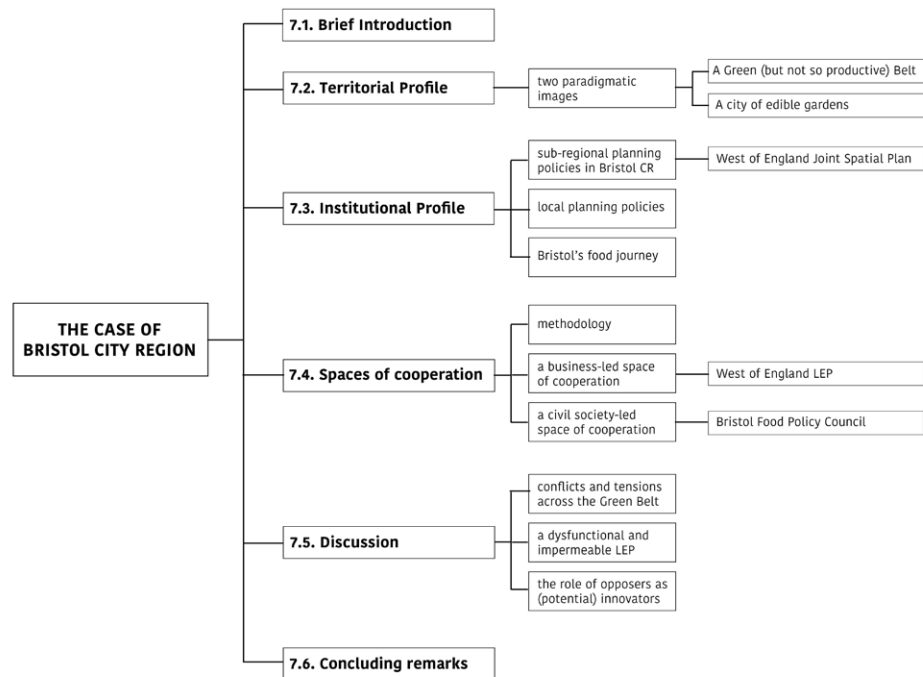 THE CASE OF
BRISTOL CITY REGION
7.1. Brief Introduction
7.2. Territorial Profile
two paradigmatic
images
A Green (but not so productive) Belt
A city of edible gardens
7.3. Institutional Profile
sub-regional planning
policies in Bristol CR
West of England Joint Spatial Plan
local planning policies
Bristol's food journey
7.4. Spaces of cooperation
methodology
a business-led space
of cooperation
West of England LEP
a civil society-led
space of cooperation
Bristol Food Policy Council
7.5. Discussion
conflicts and tensions
across the Green Belt
a dysfunctional and
impermeable LEP
the role of opposers as
(potential) innovators
7.6. Concluding remarks